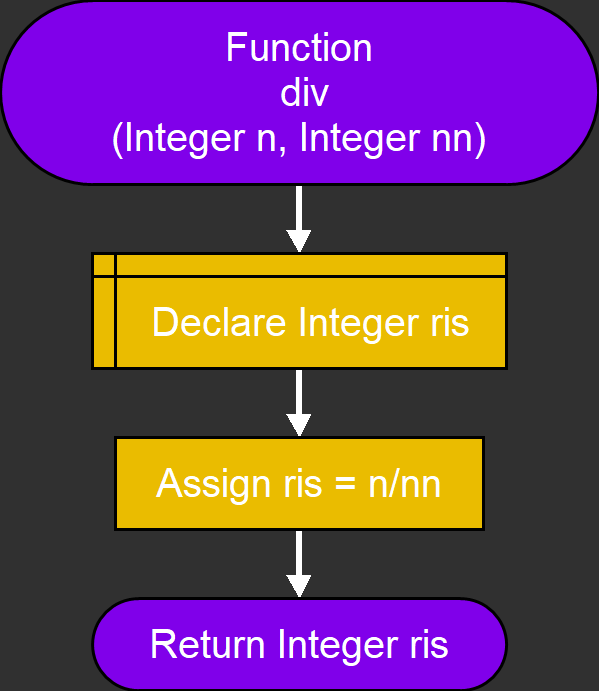 Function
div
(Integer n, Integer nn)
Declare Integer ris
Assign ris = n/nn
Return Integer ris